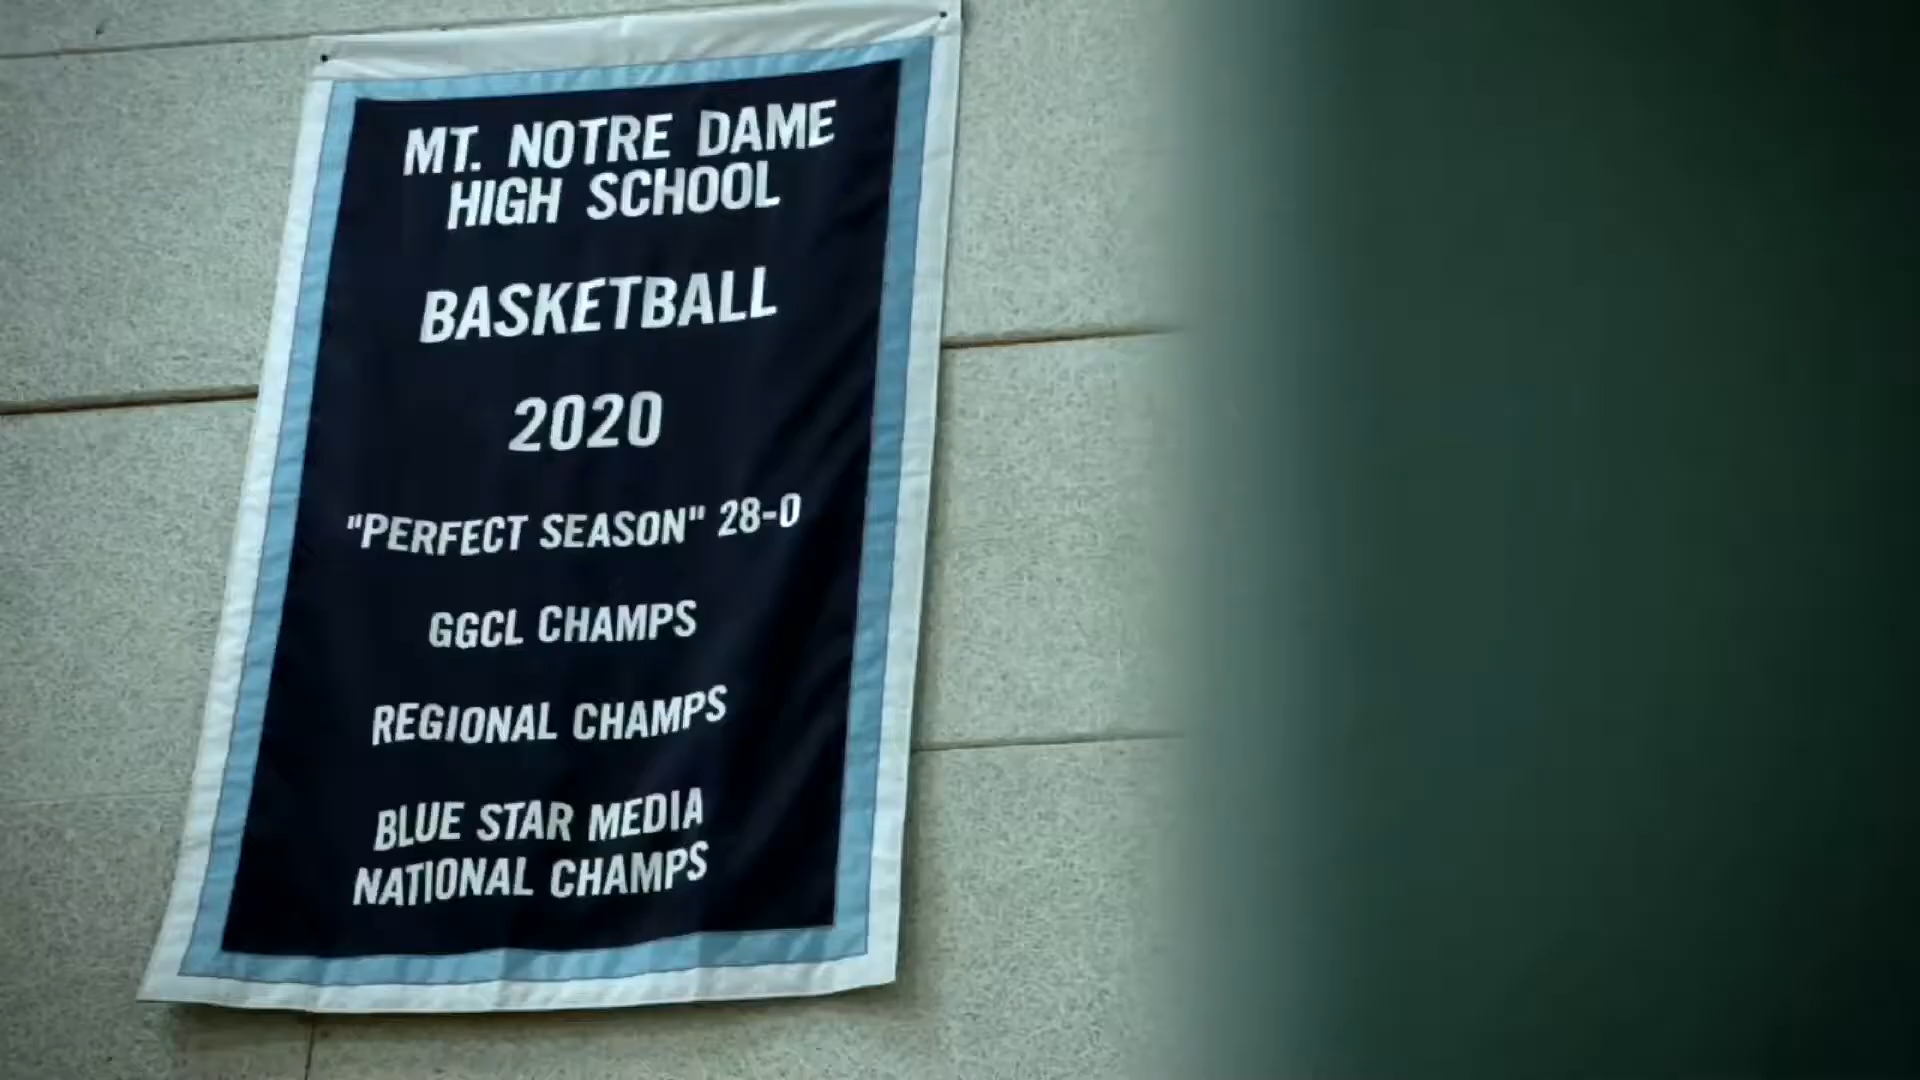 MT. NOTRE DAME
HIGH SCHOOL
BASKETBALL
2020
"PERFECT SEASON" 28-0
GGCL CHAMPS
REGIONAL CHAMPS
BLUE STAR MEDIA
NATIONAL CHAMPS